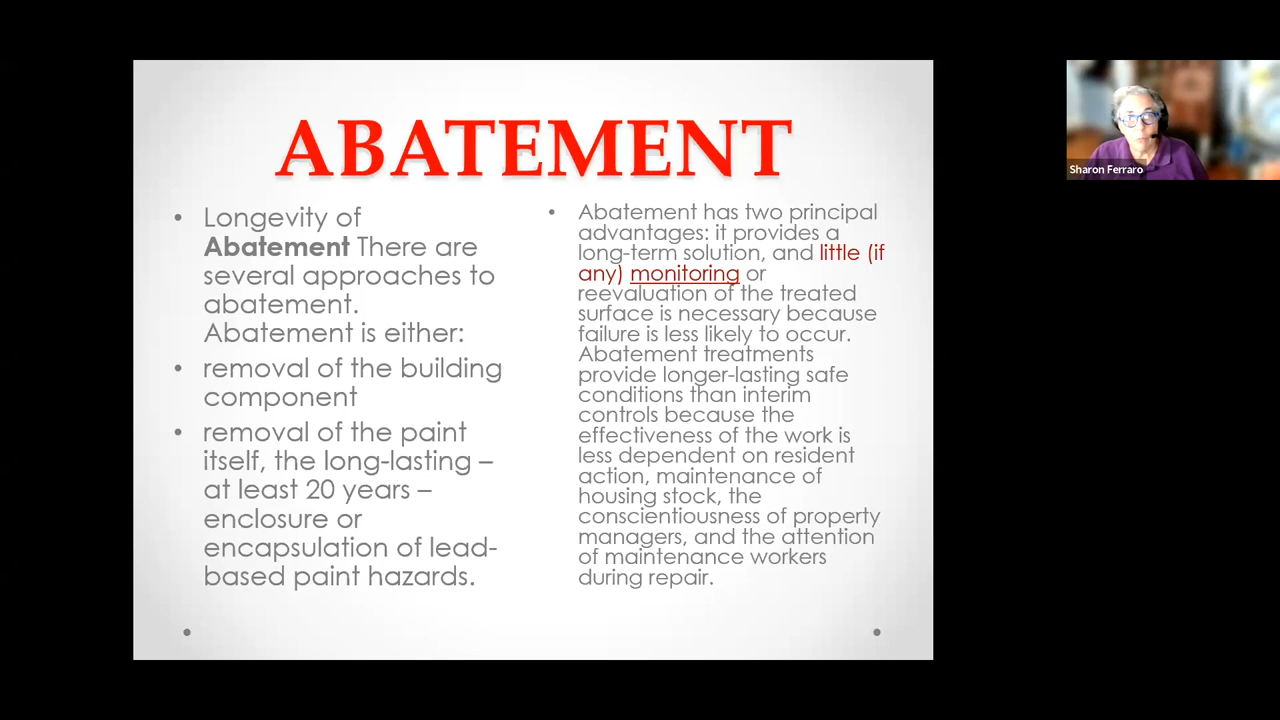 ABATEMENT
• Longevity of
Abatement There are
several approaches to
abatement.
Abatement is either:
• removal of the building
component
• removal of the paint
itself, the long-lasting –
at least 20 years –
enclosure or
encapsulation of lead-
based paint hazards.
• Abatement has two principal
advantages: it provides a
long-term solution, and little (if
any) monitoring or
reevaluation of the treated
surface is necessary because
failure is less likely to occur.
Abatement treatments
provide longer-lasting safe
conditions than interim
controls because the
effectiveness of the work is
less dependent on resident
action, maintenance of
housing stock, the
conscientiousness of property
managers, and the attention
of maintenance workers
during repair.
Sharon Ferraro